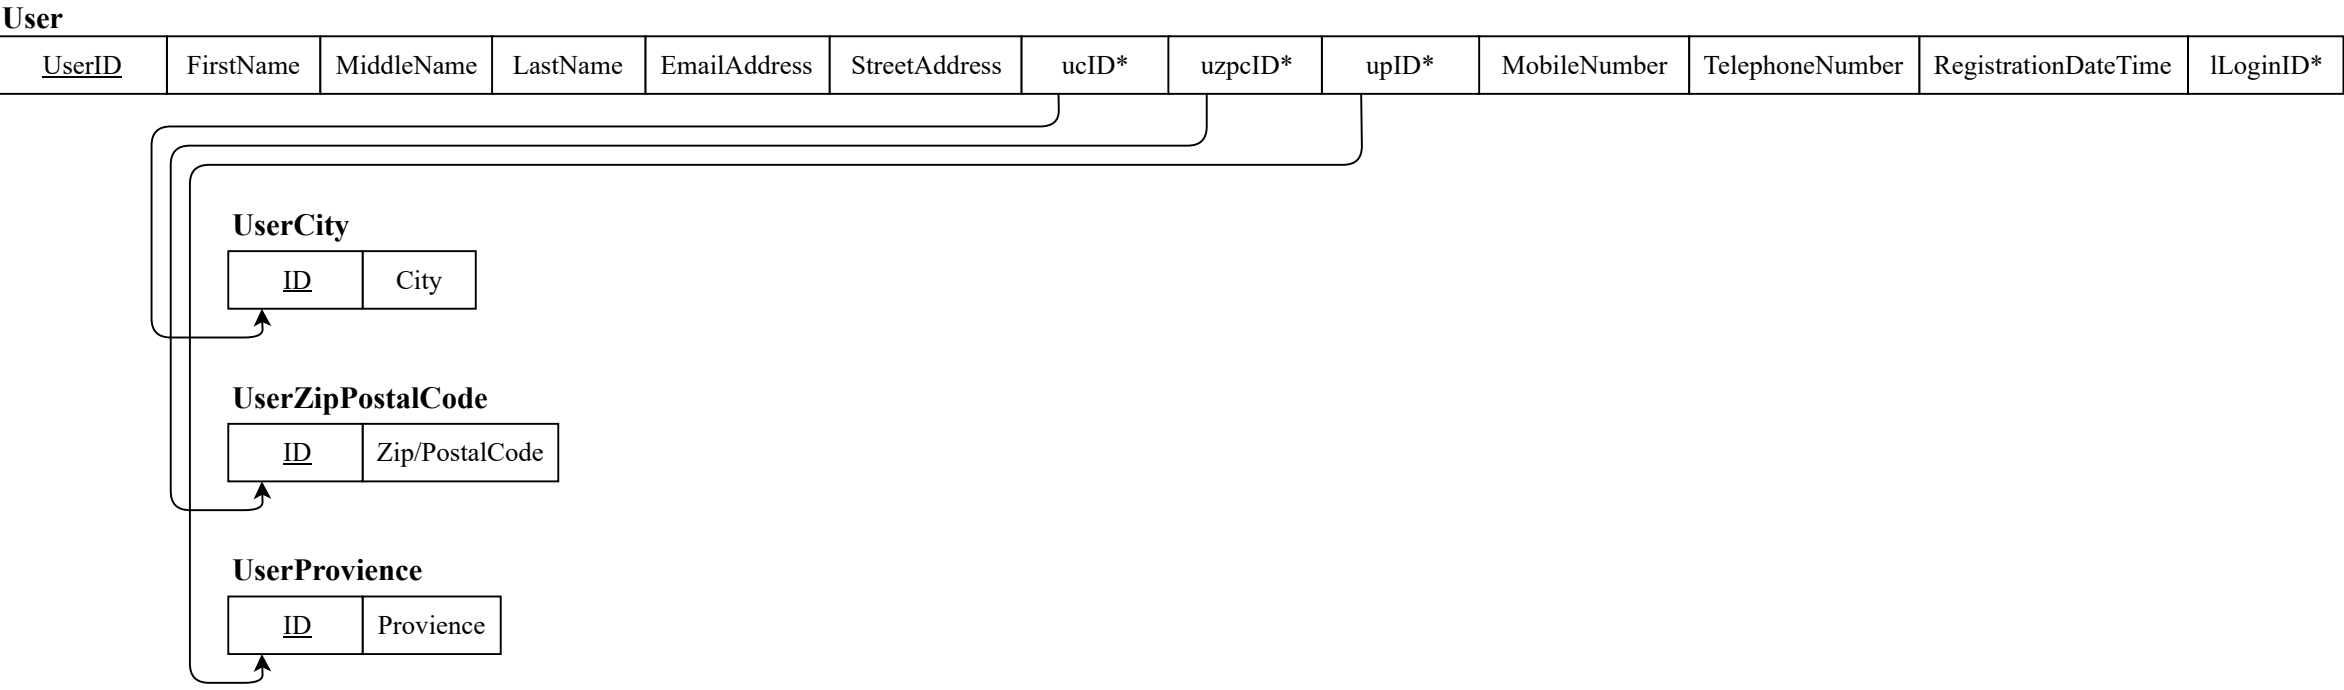 User
UserID FirstName MiddleName LastName EmailAddress StreetAddress ucID* uzpcID* upID* MobileNumber TelephoneNumber RegistrationDateTime lLoginID*
UserCity
ID City
UserZipPostalCode
ID Zip/PostalCode
UserProvience
ID Provience